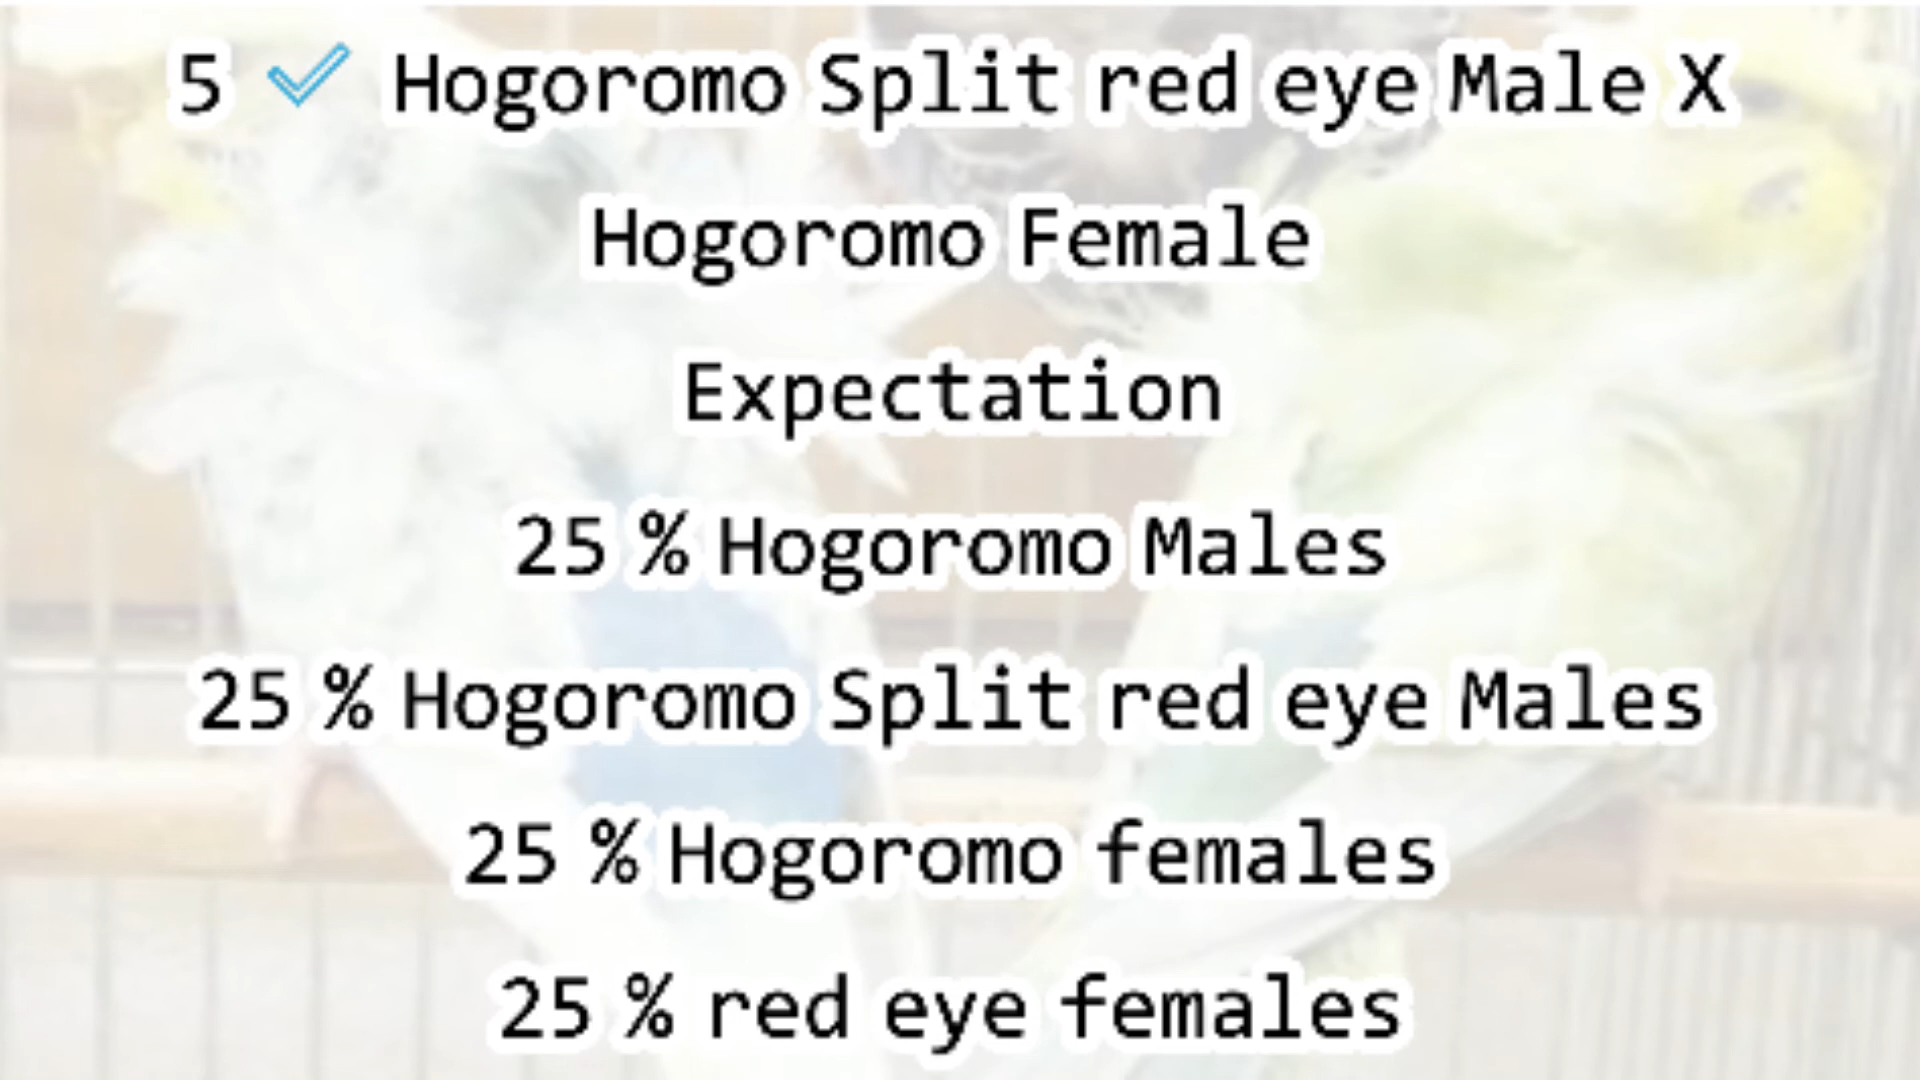 5 ✓ Hogoromo Split red eye Male X
Hogoromo Female
Expectation
25 % Hogoromo Males
25 % Hogoromo Split red eye Males
25 % Hogoromo females
25 % red eye females